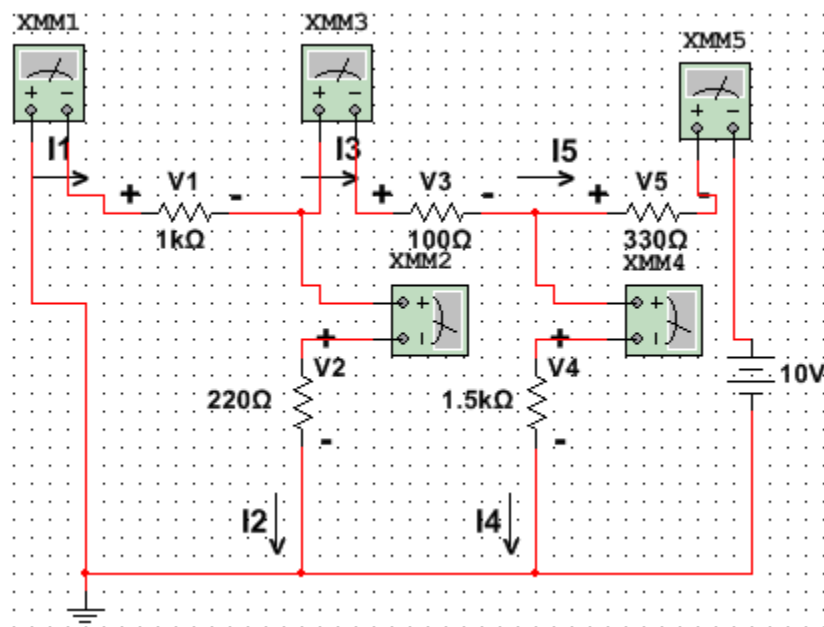 XMM1
XMM3
XMM5
+ −
+ −
+ −
I1
I3
I5
+ V1 -
+ V3 -
+ V5 -
1kΩ
100Ω
330Ω
XMM2
XMM4
+
+
+
V2
+
V4
10V
220Ω
1.5kΩ
-
-
I2
I4